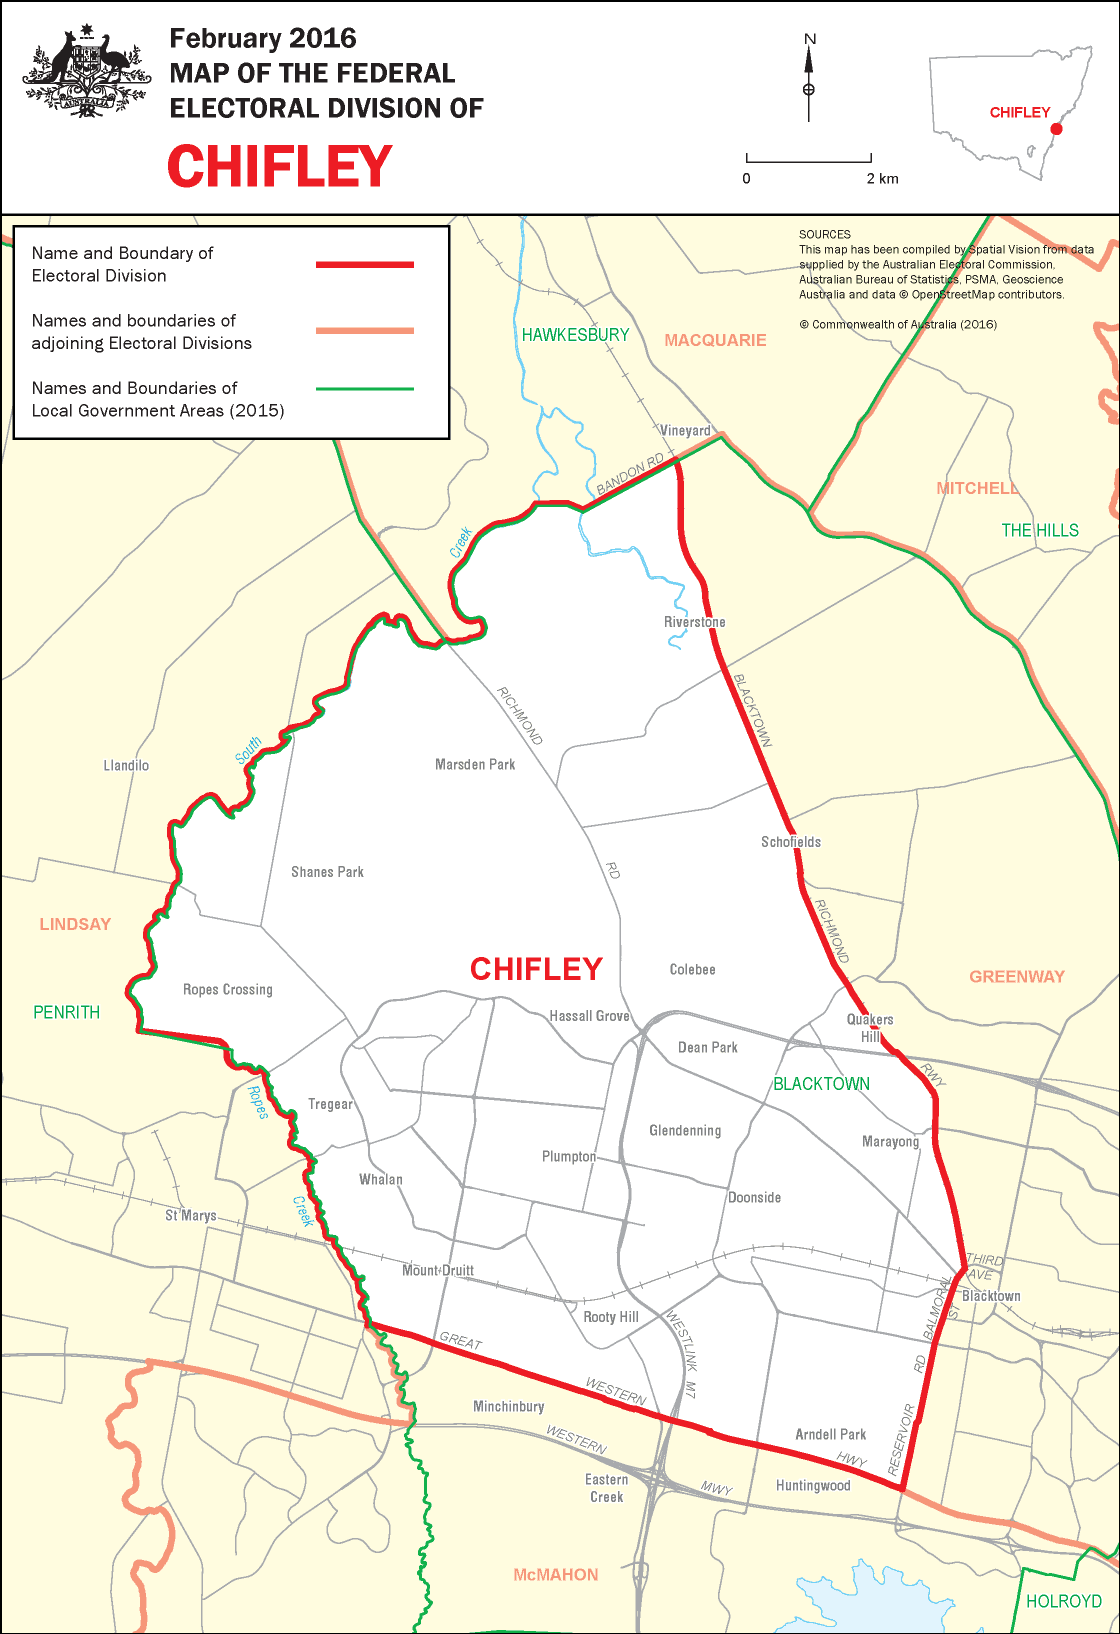 February 2016
MAP OF THE FEDERAL
ELECTORAL DIVISION OF
CHIFLEY
AUSTRALIA
N
0
2 km
CHIFLEY
Name and Boundary of
Electoral Division
Names and boundaries of
adjoining Electoral Divisions
Names and Boundaries of
Local Government Areas (2015)
SOURCES
This map has been compiled by Spatial Vision from data
supplied by the Australian Electoral Commission,
Australian Bureau of Statistics, PSMA, Geoscience
Australia and data © OpenStreetMap contributors.
© Commonwealth of Australia (2016)
HAWKESBURY
MACQUARIE
Vineyard
BANDON RD
MITCHELL
THE HILLS
Creek
Riverstone
RICHMOND
BLACKTOWN
South
Llandilo
Marsden Park
Schofields
Shanes Park
RD
LINDSAY
RICHMOND
CHIFLEY
Colebee
GREENWAY
Ropes Crossing
PENRITH
Hassall Grove
Quakers
Hill
Dean Park
RWY
BLACKTOWN
Ropes
Tregear
Glendenning
Marayong
Plumpton
Whalan
Doonside
Creek
St Marys
THIRD
AVE
Mount Druitt
Blacktown
BALMORAL
ST
Rooty Hill
GREAT
WESTLINK M7
RD
WESTERN
Minchinbury
RESERVOIR
Arndell Park
WESTERN
HWY
Eastern
Creek
MWY
Huntingwood
McMAHON
HOLROYD